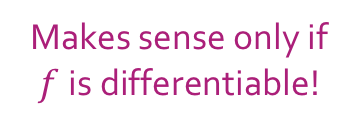 Makes sense only if
f is differentiable!